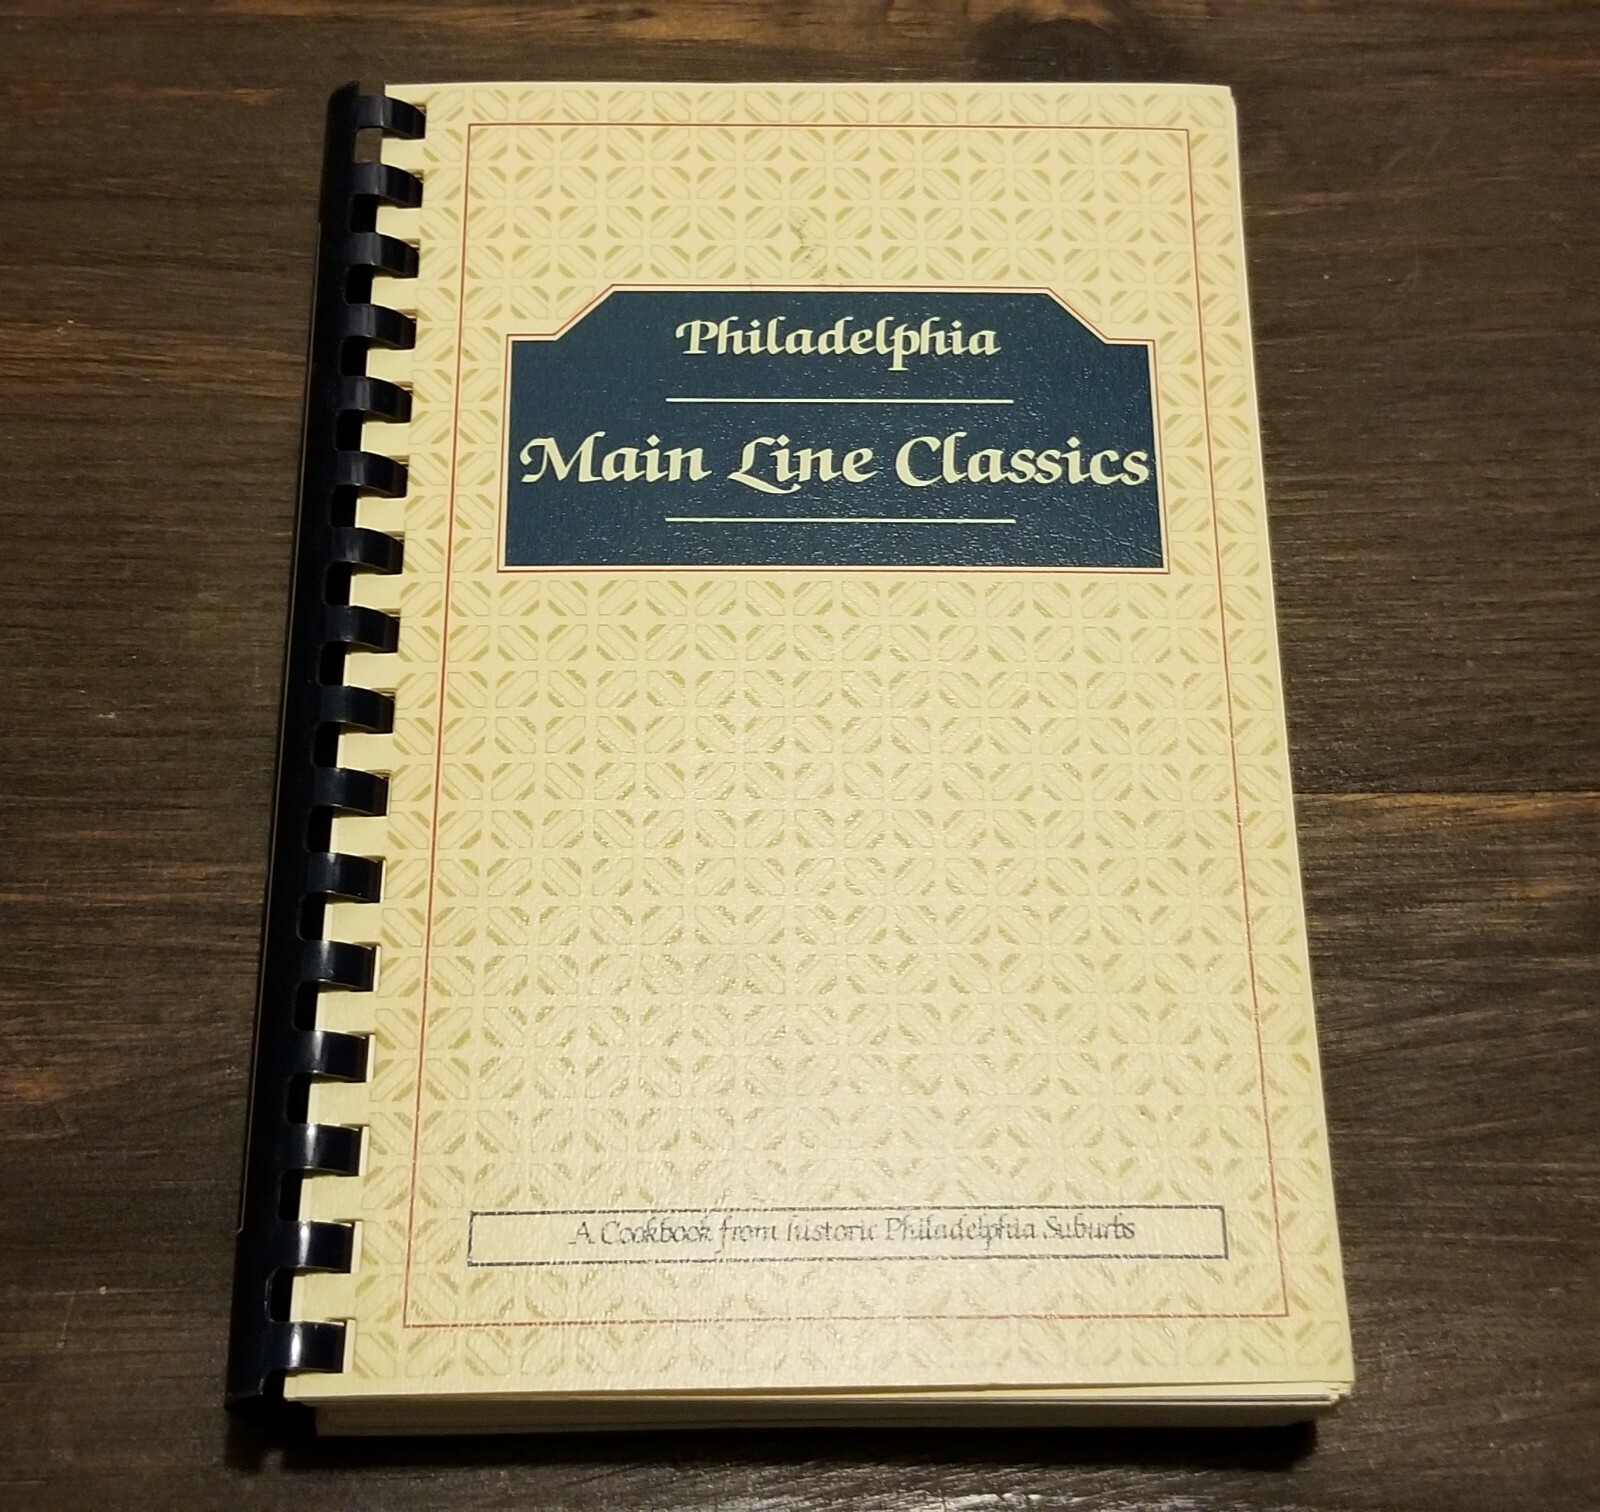 Philadelphia
Main Line Classics
A Cookbook from historic Philadelphia Suburbs